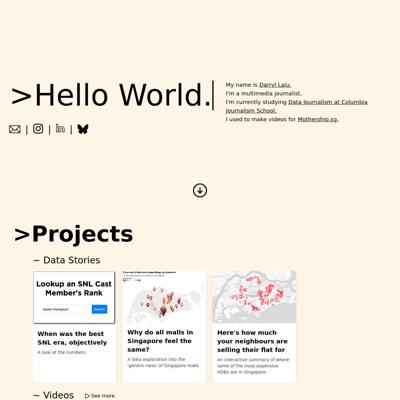 >Hello World.
My name is Darryl Laiu.
I'm a multimedia journalist.
I'm currently studying Data Journalism at Columbia
Journalism School.
I used to make videos for Mothership.sg.
>Projects
~ Data Stories
Lookup an SNL Cast
Member's Rank
Search
When was the best
SNL era, objectively
A look at the numbers.
Why do all malls in
Singapore feel the
same?
A data exploration into the
'generic-ness' of Singapore malls
Here's how much
your neighbours are
selling their flat for
An interactive summary of where
some of the most expensive
HDBs are in Singapore.
~ Videos
See more